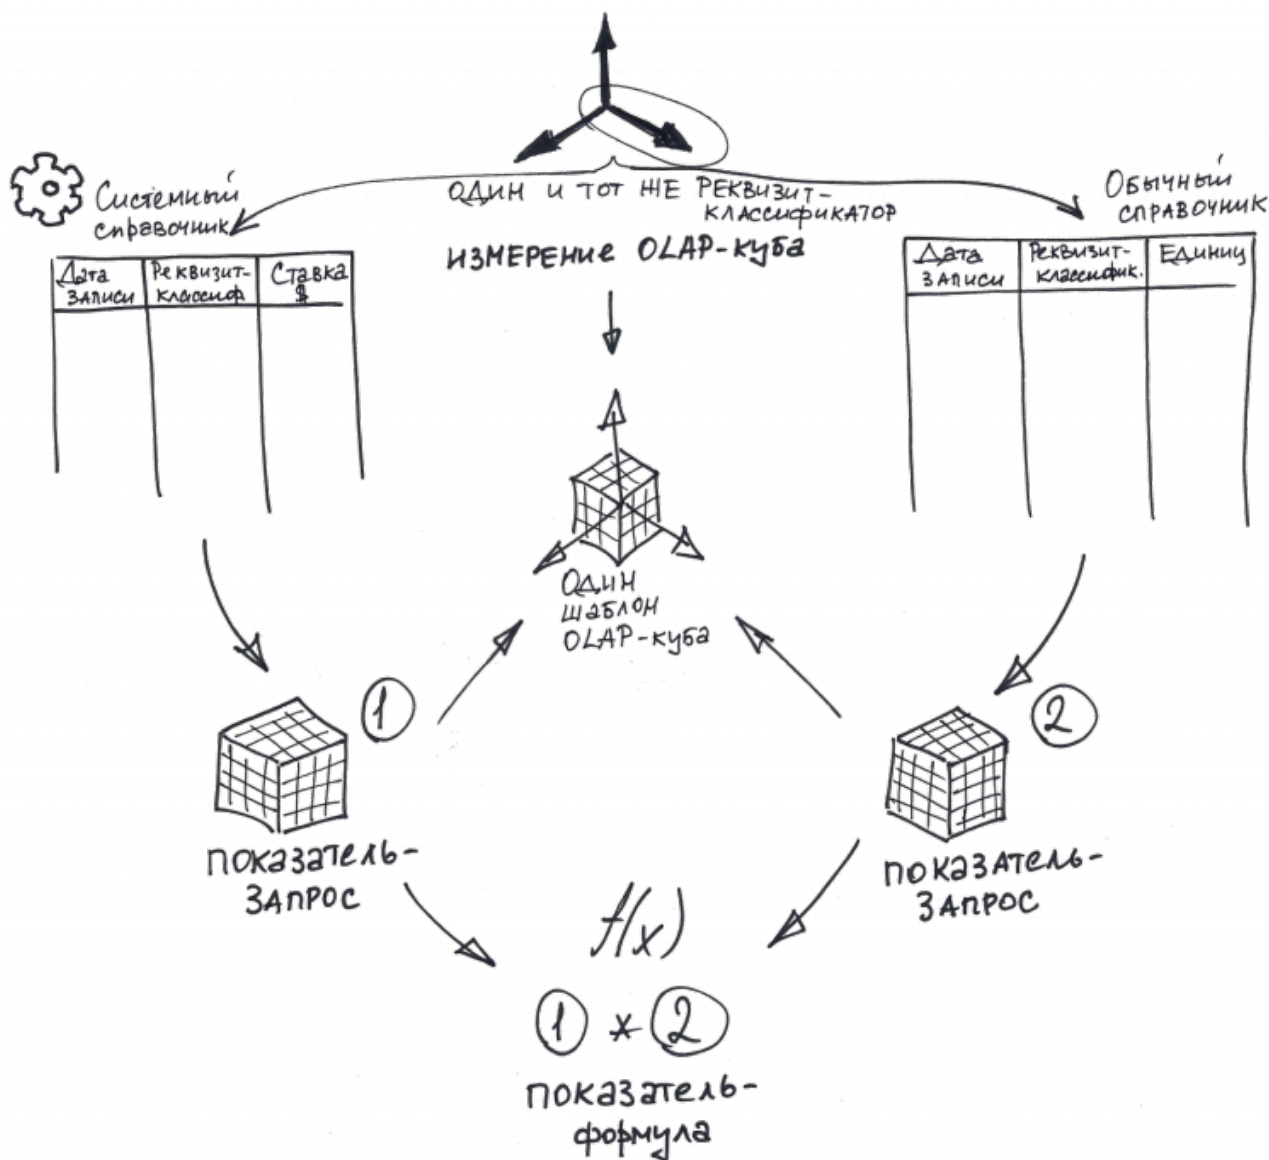 Системный
справочник
один и тот же реквизит-
классификатор
измерение OLAP-куба
Обычный
справочник
Дата
записи
Реквизит-
классиф.
Ставка
$
Дата
записи
Реквизит-
классифик.
Единиц
Один
шаблон
OLAP-куба
1
показатель-
запрос
2
показатель-
запрос
f(x)
1 * 2
показатель-
формула